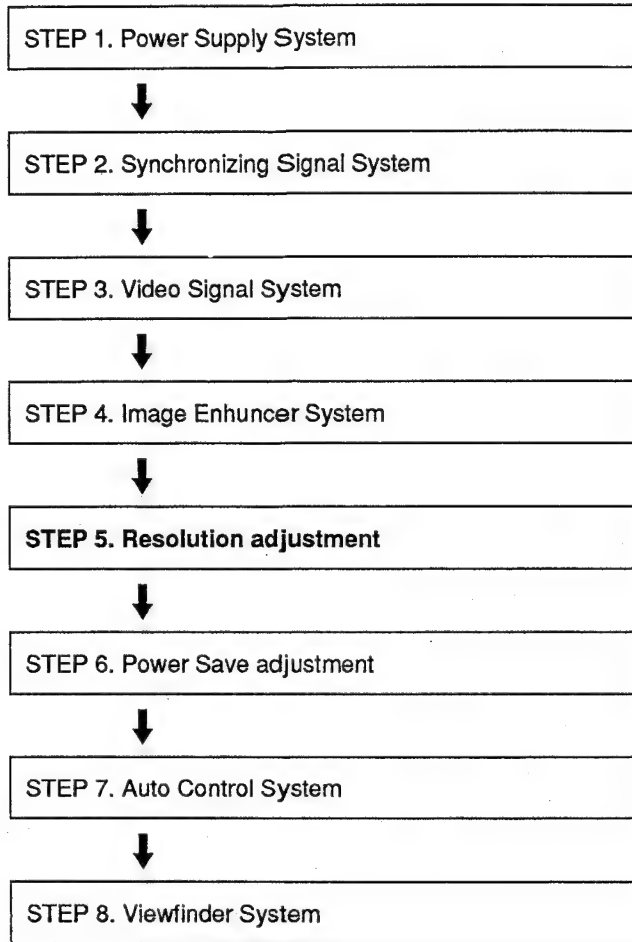 STEP 1. Power Supply System
STEP 2. Synchronizing Signal System
STEP 3. Video Signal System
STEP 4. Image Enhuncer System
STEP 5. Resolution adjustment
STEP 6. Power Save adjustment
STEP 7. Auto Control System
STEP 8. Viewfinder System